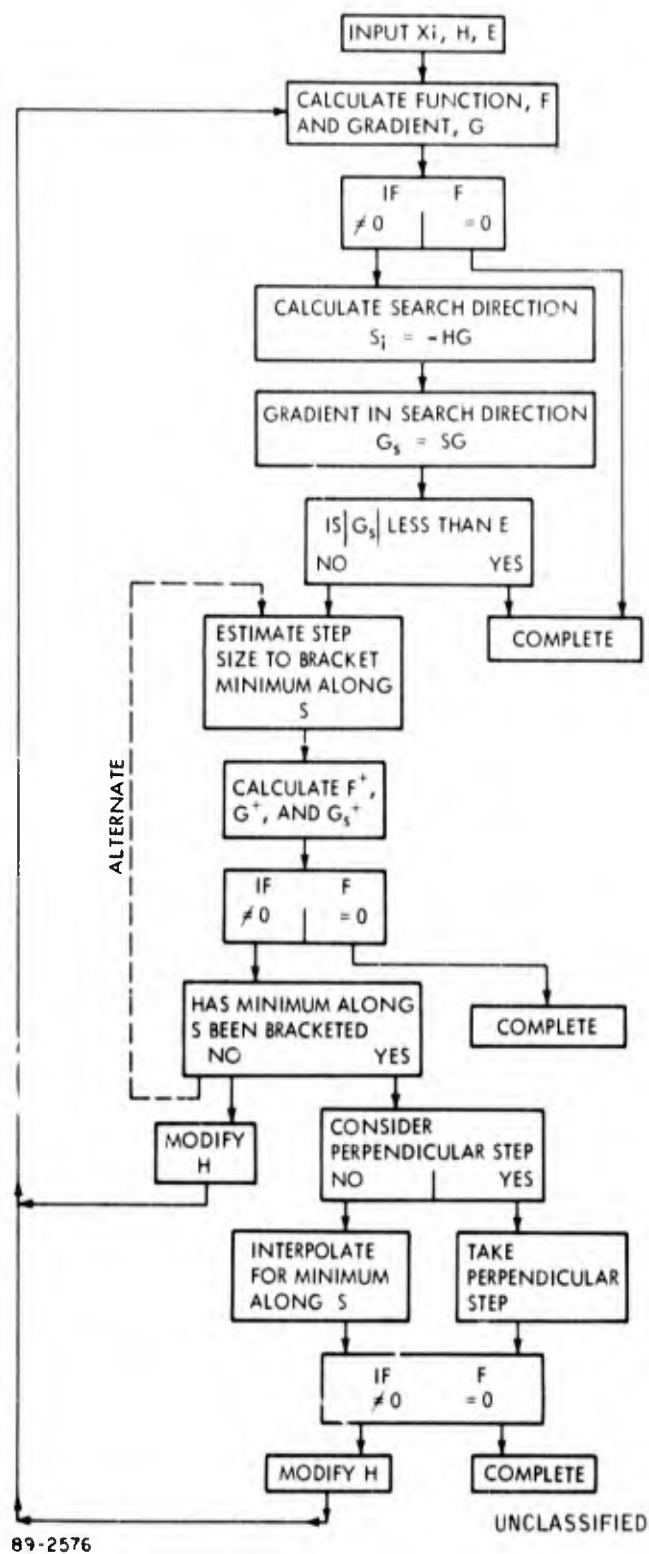 INPUT Xi, H, E
CALCULATE FUNCTION, F
AND GRADIENT, G
IF F
≠ 0 = 0
CALCULATE SEARCH DIRECTION
Si = -HG
GRADIENT IN SEARCH DIRECTION
Gs = SG
IS |Gs| LESS THAN E
NO YES
ESTIMATE STEP
SIZE TO BRACKET
MINIMUM ALONG
S
COMPLETE
ALTERNATE
CALCULATE F+,
G+, AND Gs+
IF F
≠ 0 = 0
HAS MINIMUM ALONG
S BEEN BRACKETED
NO YES
COMPLETE
MODIFY
H
CONSIDER
PERPENDICULAR STEP
NO YES
INTERPOLATE
FOR MINIMUM
ALONG S
TAKE
PERPENDICULAR
STEP
IF F
≠ 0 = 0
MODIFY H
COMPLETE
UNCLASSIFIED
89-2576